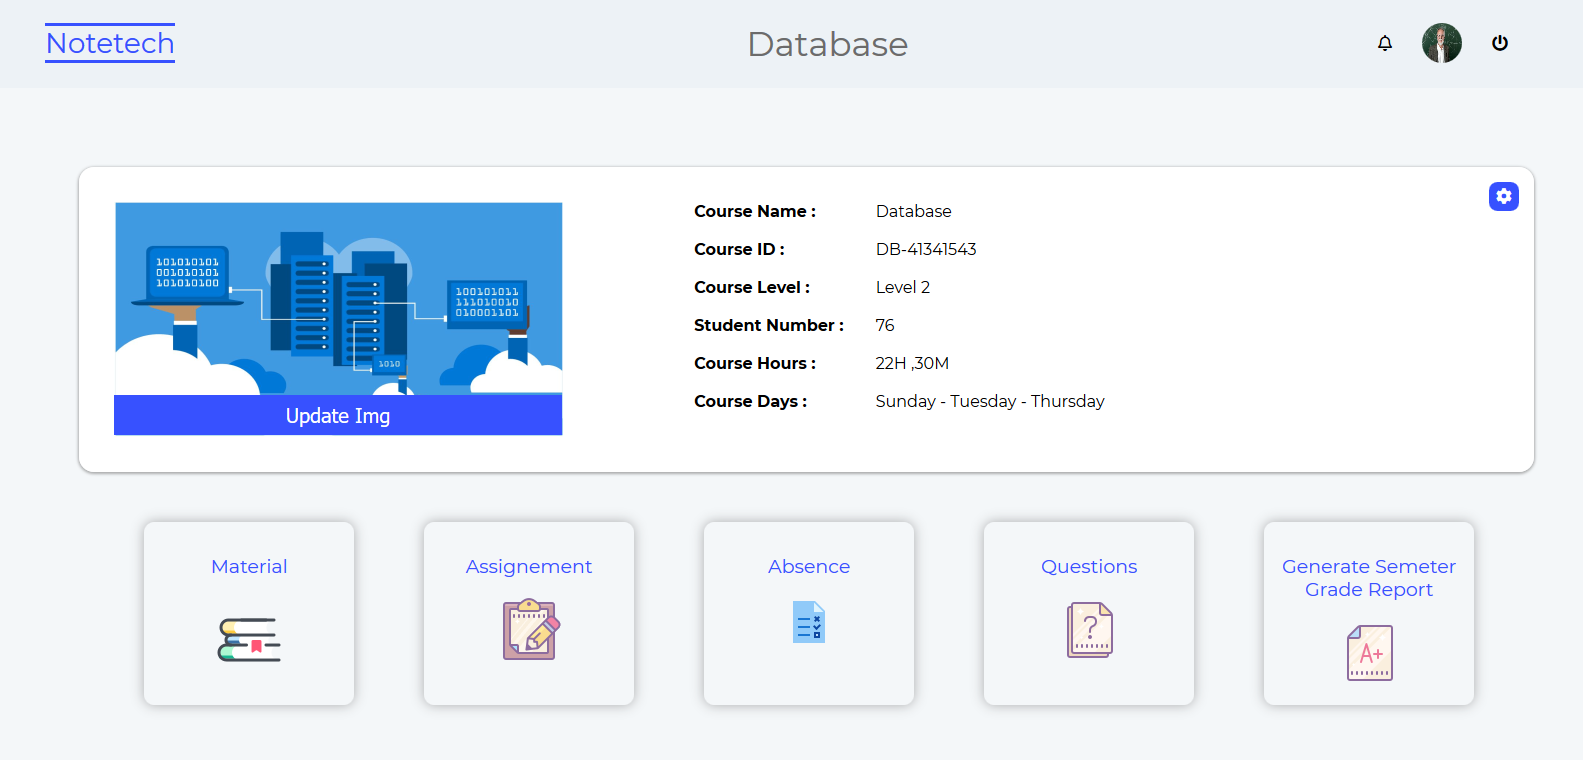 Notetech
Database
Course Name : Database
Course ID : DB-41341543
Course Level : Level 2
Student Number : 76
Course Hours : 22H ,30M
Course Days : Sunday - Tuesday - Thursday
101010101
001010101
101010100
100101011
111010010
010001101
1010
Update Img
Material
Assignement
Absence
Questions
Generate Semeter
Grade Report
?
A+